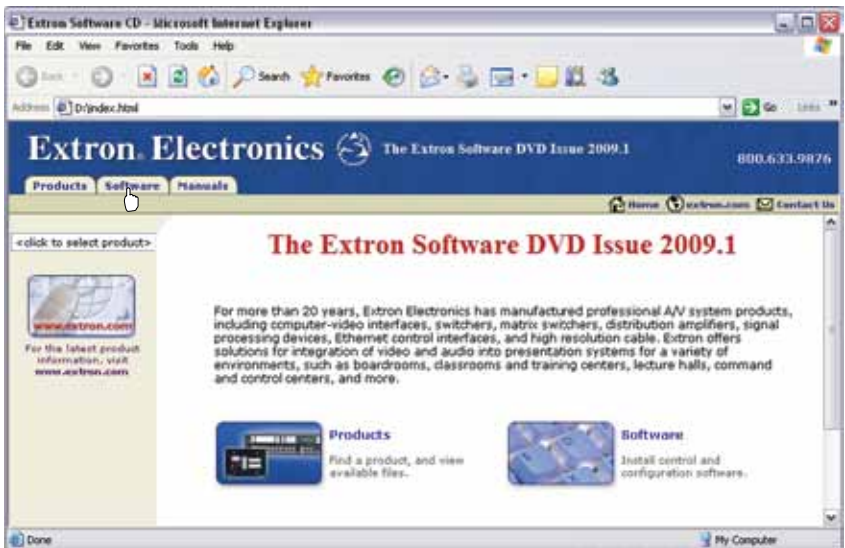 Extron Software CD - Microsoft Internet Explorer
File Edit View Favorites Tools Help
Back Search Favorites
Address D:\index.html Go Links »
Extron. Electronics The Extron Software DVD Issue 2009.1
800.633.9876
Products Software Manuals
Home extron.com Contact Us
<click to select product>
The Extron Software DVD Issue 2009.1
www.extron.com
For the latest product
information, visit
www.extron.com
For more than 20 years, Extron Electronics has manufactured professional A/V system products,
including computer-video interfaces, switchers, matrix switchers, distribution amplifiers, signal
processing devices, Ethernet control interfaces, and high resolution cable. Extron offers
solutions for integration of video and audio into presentation systems for a variety of
environments, such as boardrooms, classrooms and training centers, lecture halls, command
and control centers, and more.
Products
Find a product, and view
available files.
Software
Install control and
configuration software.
Done My Computer